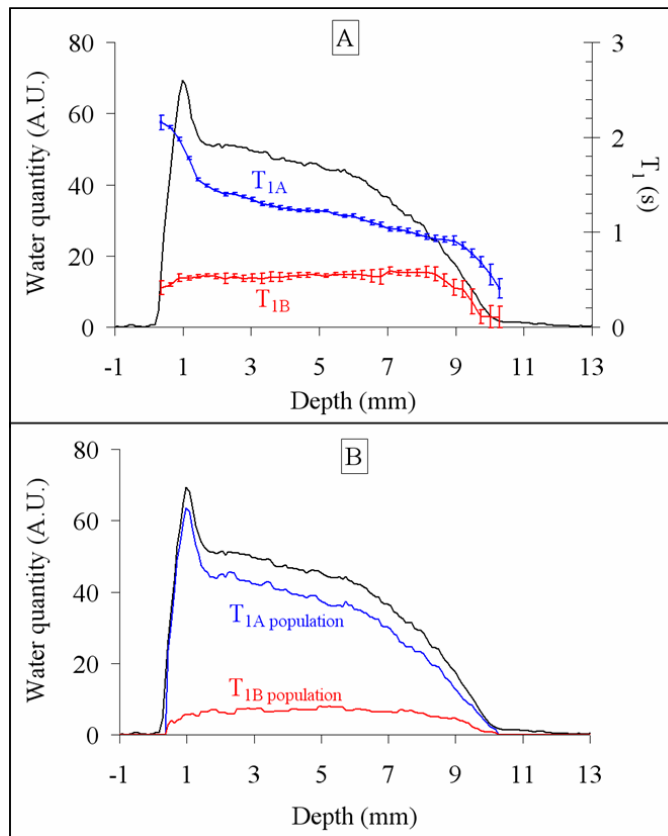 A
80
60
40
20
0
Water quantity (A.U.)
3
2
1
0
T1 (s)
T1A
T1B
-1 1 3 5 7 9 11 13
Depth (mm)
B
80
60
40
20
0
Water quantity (A.U.)
T1A population
T1B population
-1 1 3 5 7 9 11 13
Depth (mm)